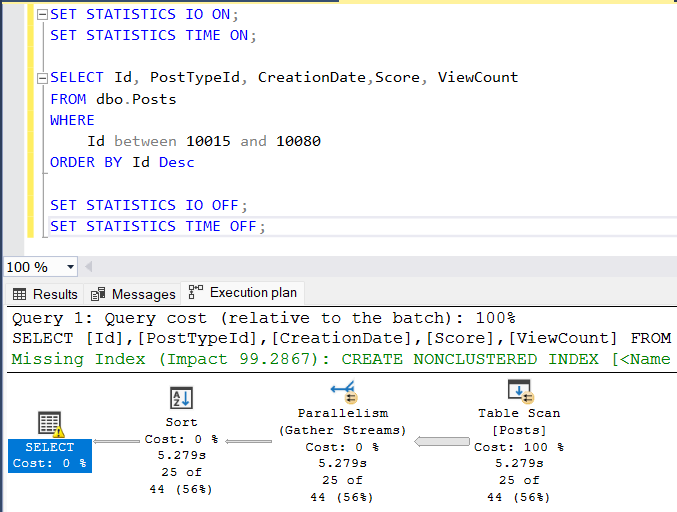 SET STATISTICS IO ON;
SET STATISTICS TIME ON;
SELECT Id, PostTypeId, CreationDate,Score, ViewCount
FROM dbo.Posts
WHERE
Id between 10015 and 10080
ORDER BY Id Desc
SET STATISTICS IO OFF;
SET STATISTICS TIME OFF;
100 %
Results Messages Execution plan
Query 1: Query cost (relative to the batch): 100%
SELECT [Id],[PostTypeId],[CreationDate],[Score],[ViewCount] FROM
Missing Index (Impact 99.2867): CREATE NONCLUSTERED INDEX [<Name
SELECT
Cost: 0 %
A
Z
Sort
Cost: 0 %
5.279s
25 of
44 (56%)
Parallelism
(Gather Streams)
Cost: 0 %
5.279s
25 of
44 (56%)
Table Scan
[Posts]
Cost: 100 %
5.279s
25 of
44 (56%)